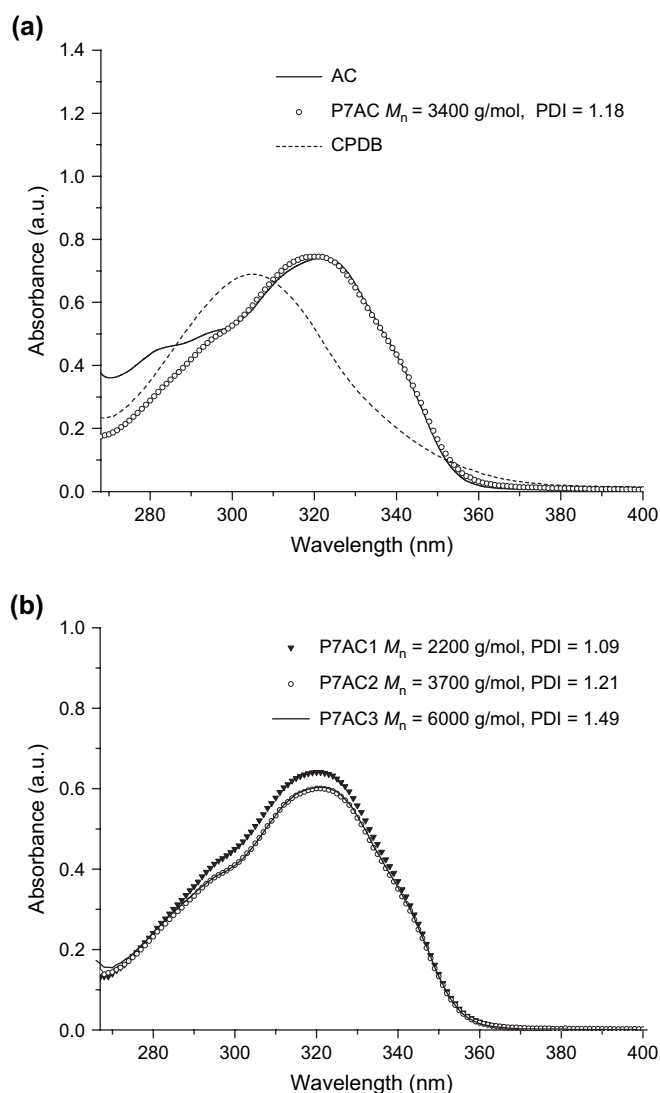 (a)
1.4
1.2
1.0
0.8
0.6
0.4
0.2
0.0
Absorbance (a.u.)
AC
P7AC Mn = 3400 g/mol, PDI = 1.18
CPDB
280 300 320 340 360 380 400
Wavelength (nm)
(b)
1.0
0.8
0.6
0.4
0.2
0.0
Absorbance (a.u.)
P7AC1 Mn = 2200 g/mol, PDI = 1.09
P7AC2 Mn = 3700 g/mol, PDI = 1.21
P7AC3 Mn = 6000 g/mol, PDI = 1.49
280 300 320 340 360 380 400
Wavelength (nm)